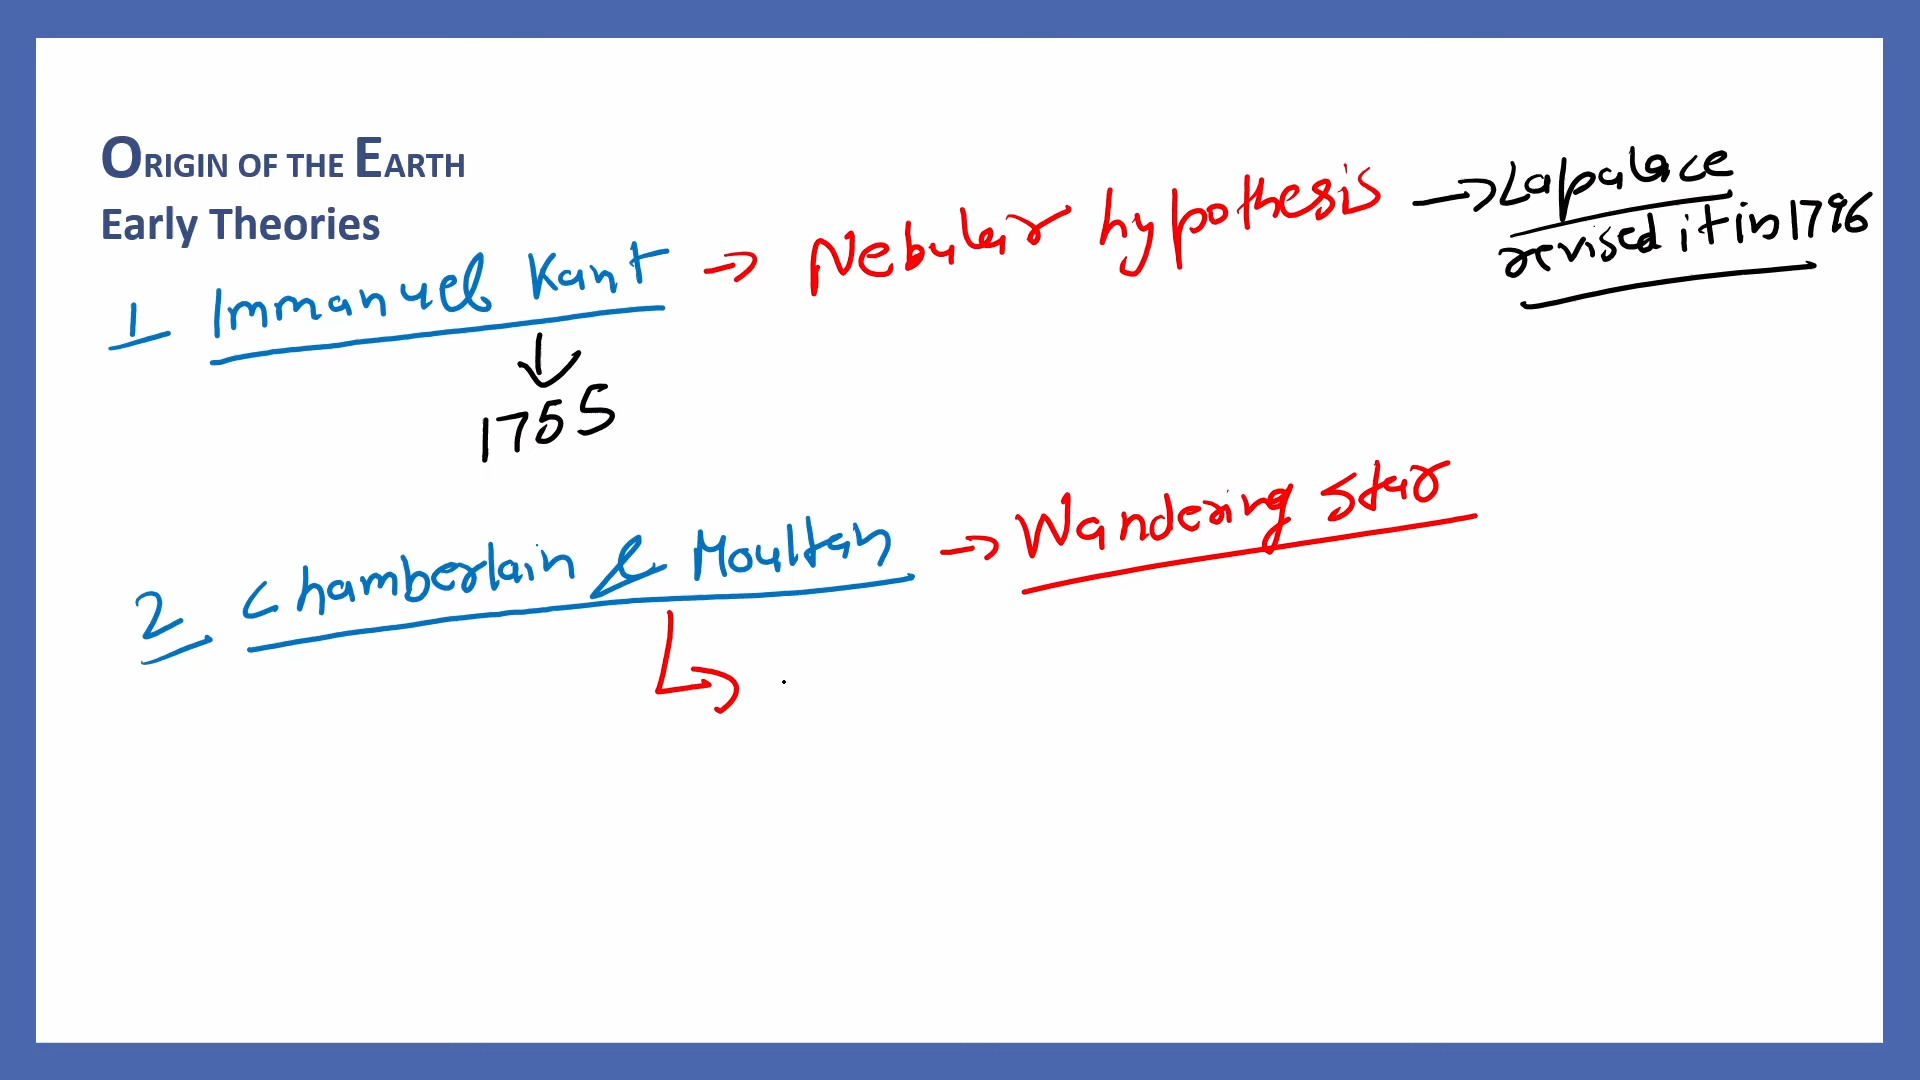 ORIGIN OF THE EARTH
Early Theories
1 Immanuel Kant → Nebular hypothesis → Lapalace
revised it in 1796
↓
1755
2 Chamberlain & Moultan → Wandering star